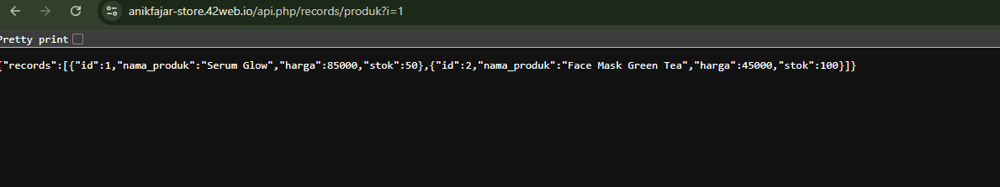 anikfajar-store.42web.io/api.php/records/produk?i=1
Pretty print
{"records":[{"id":1,"nama_produk":"Serum Glow","harga":85000,"stok":50},{"id":2,"nama_produk":"Face Mask Green Tea","harga":45000,"stok":100}]}